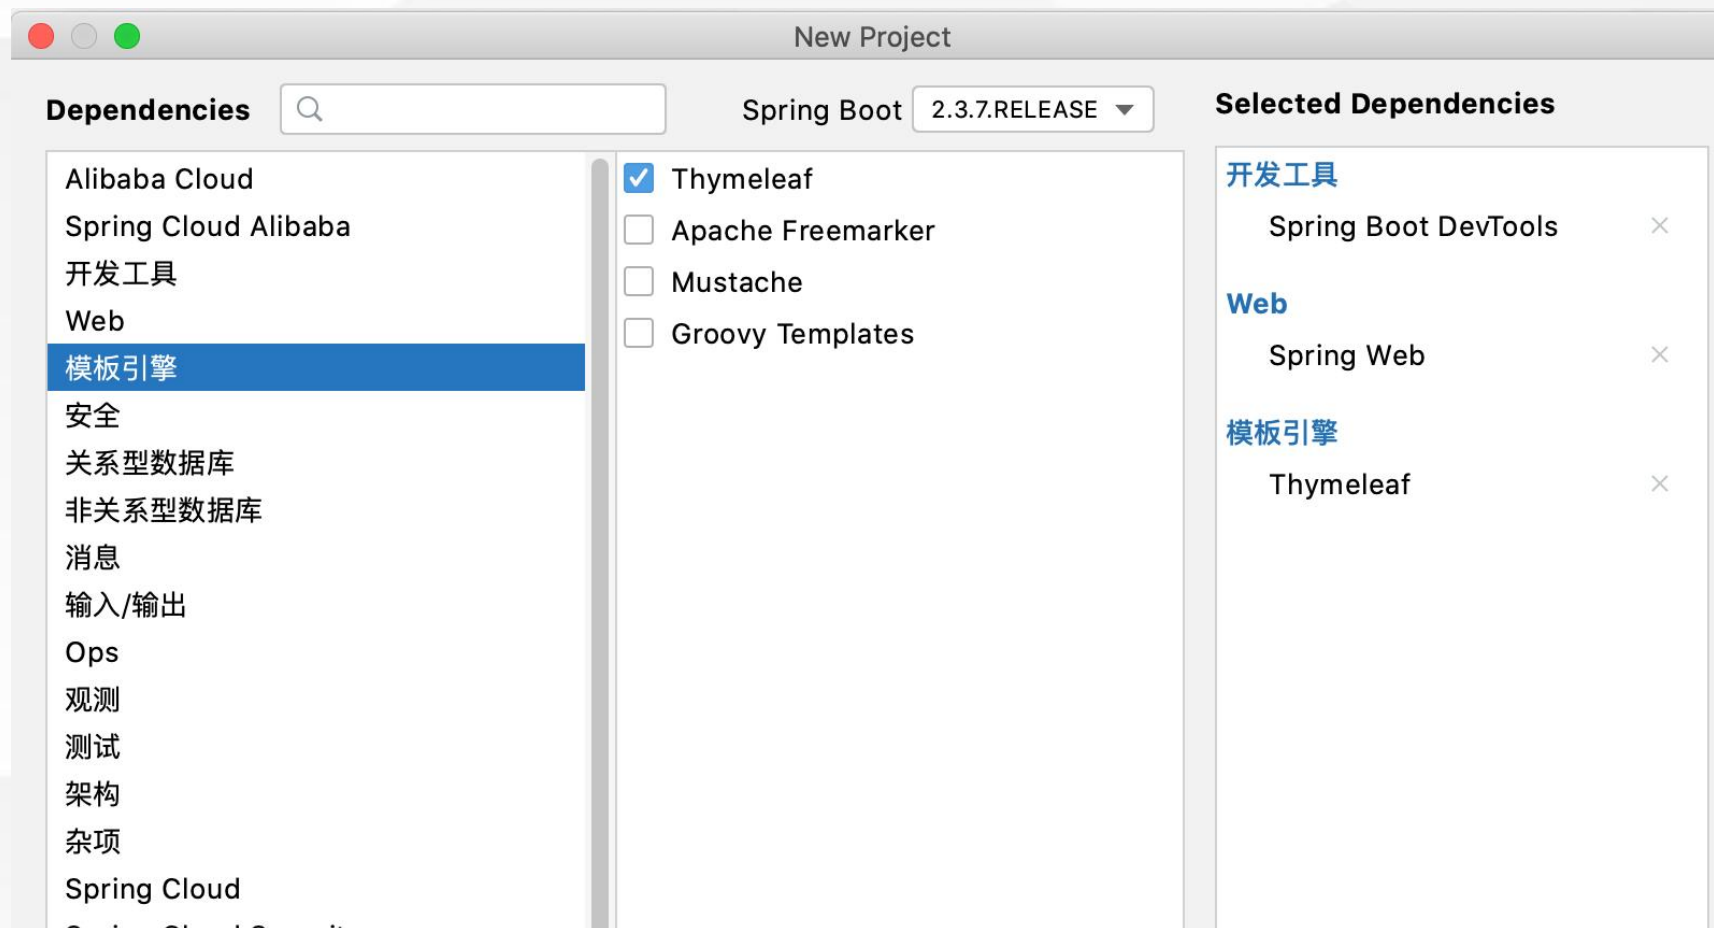 New Project
Dependencies
Spring Boot 2.3.7.RELEASE
Selected Dependencies
Alibaba Cloud
Spring Cloud Alibaba
开发工具
Web
模板引擎
安全
关系型数据库
非关系型数据库
消息
输入/输出
Ops
观测
测试
架构
杂项
Spring Cloud
Thymeleaf
Apache Freemarker
Mustache
Groovy Templates
开发工具
Spring Boot DevTools
Web
Spring Web
模板引擎
Thymeleaf